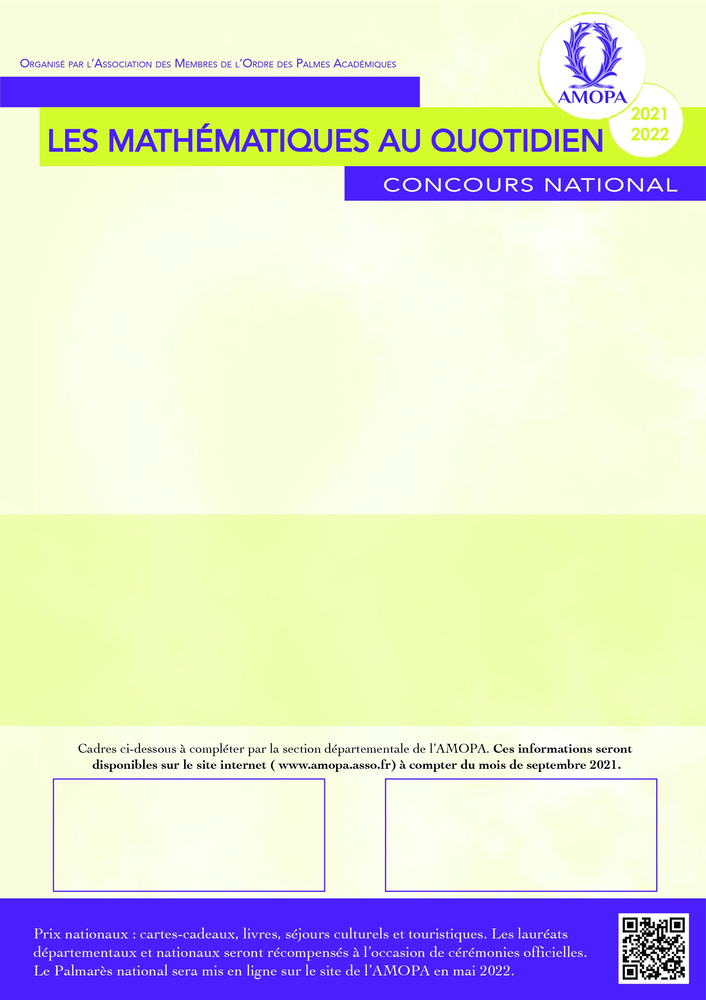 Organisé par l'Association des Membres de l'Ordre des Palmes Académiques
AMOPA
2021
2022
LES MATHÉMATIQUES AU QUOTIDIEN
CONCOURS NATIONAL
Cadres ci-dessous à compléter par la section départementale de l'AMOPA. Ces informations seront
disponibles sur le site internet ( www.amopa.asso.fr) à compter du mois de septembre 2021.
Prix nationaux : cartes-cadeaux, livres, séjours culturels et touristiques. Les lauréats
départementaux et nationaux seront récompensés à l'occasion de cérémonies officielles.
Le Palmarès national sera mis en ligne sur le site de l'AMOPA en mai 2022.